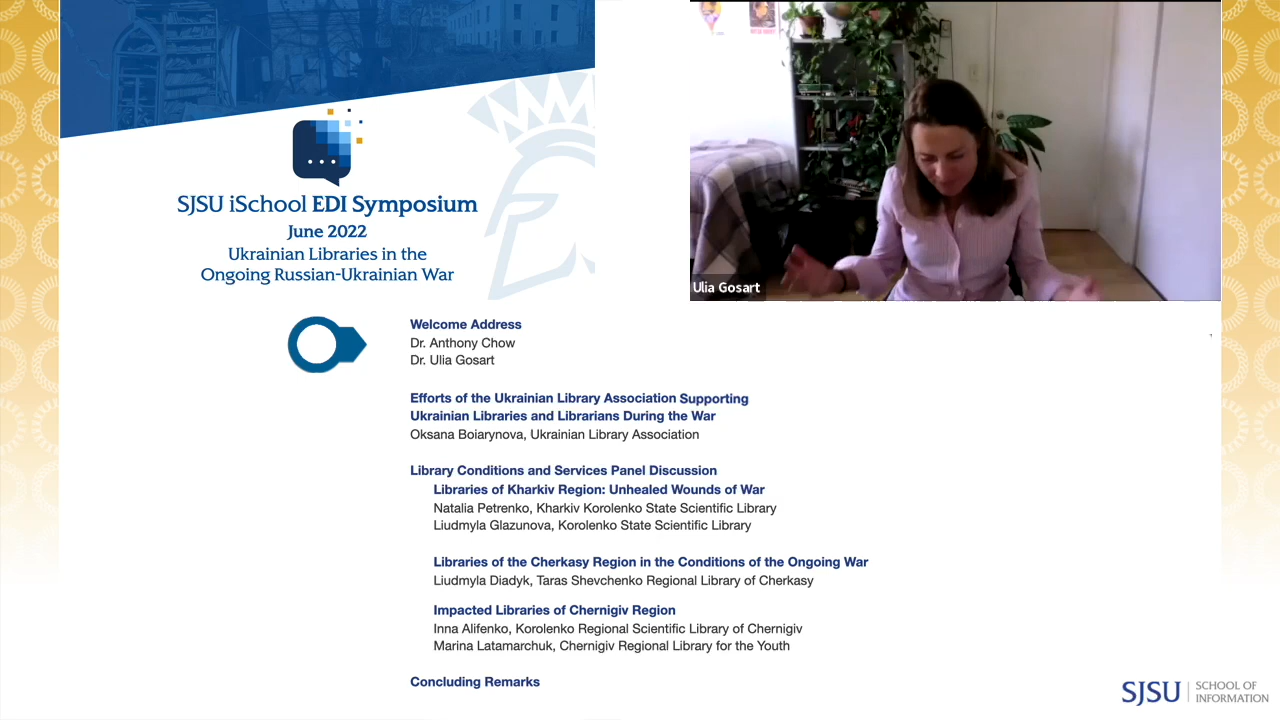 SJSU iSchool EDI Symposium
June 2022
Ukrainian Libraries in the
Ongoing Russian-Ukrainian War
Ulia Gosart
Welcome Address
Dr. Anthony Chow
Dr. Ulia Gosart
Efforts of the Ukrainian Library Association Supporting
Ukrainian Libraries and Librarians During the War
Oksana Boiarynova, Ukrainian Library Association
Library Conditions and Services Panel Discussion
Libraries of Kharkiv Region: Unhealed Wounds of War
Natalia Petrenko, Kharkiv Korolenko State Scientific Library
Liudmyla Glazunova, Korolenko State Scientific Library
Libraries of the Cherkasy Region in the Conditions of the Ongoing War
Liudmyla Diadyk, Taras Shevchenko Regional Library of Cherkasy
Impacted Libraries of Chernigiv Region
Inna Alifenko, Korolenko Regional Scientific Library of Chernigiv
Marina Latamarchuk, Chernigiv Regional Library for the Youth
Concluding Remarks
SJSU SCHOOL OF
INFORMATION